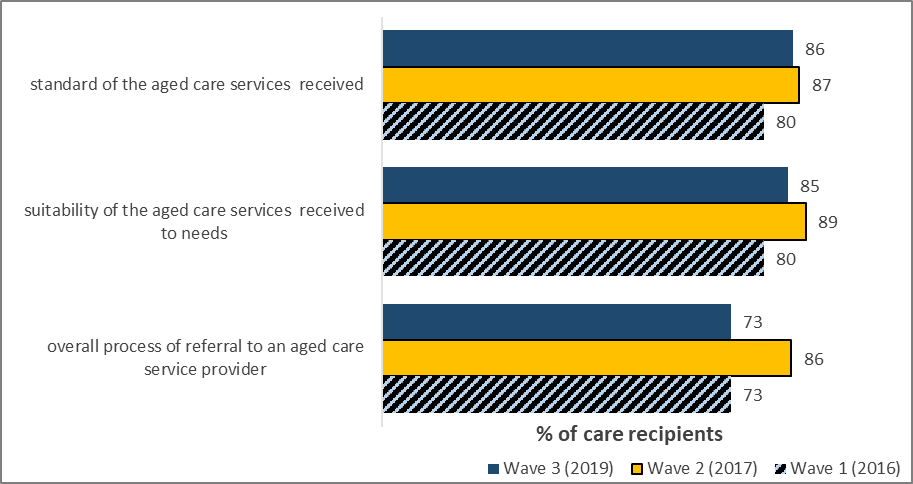 standard of the aged care services received
86
87
80
suitability of the aged care services received
to needs
85
89
80
overall process of referral to an aged care
service provider
73
86
73
% of care recipients
Wave 3 (2019) Wave 2 (2017) Wave 1 (2016)